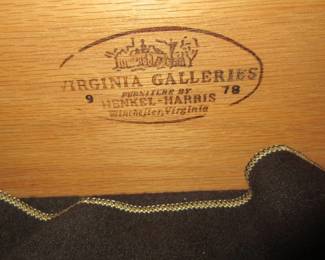 VIRGINIA GALLERIES
9 78
FURNITURE BY
HENKEL-HARRIS
Winchester, Virginia